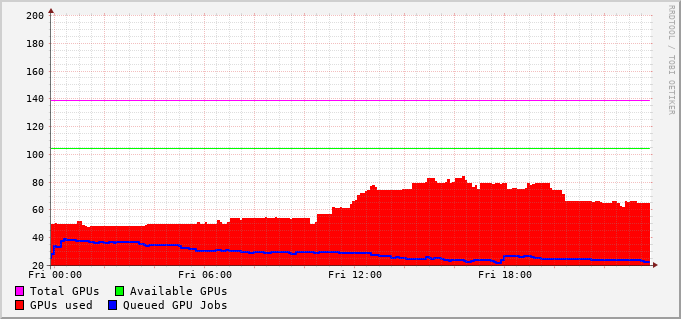 200
180
160
140
120
100
80
60
40
20
Fri 00:00 Fri 06:00 Fri 12:00 Fri 18:00
Total GPUs Available GPUs
GPUs used Queued GPU Jobs
RRDTOOL / TOBI OETIKER